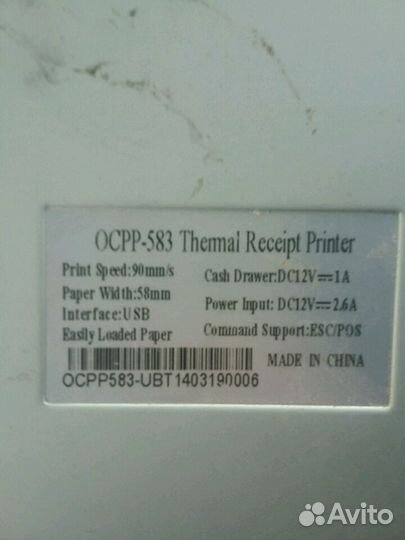 OCPP-583 Thermal Receipt Printer
Print Speed:90mm/s Cash Drawer:DC12V⎓1A
Paper Width:58mm Power Input: DC12V⎓2.6A
Interface:USB
Easily Loaded Paper Command Support:ESC/POS
MADE IN CHINA
OCPP583-UBT1403190006
Avito